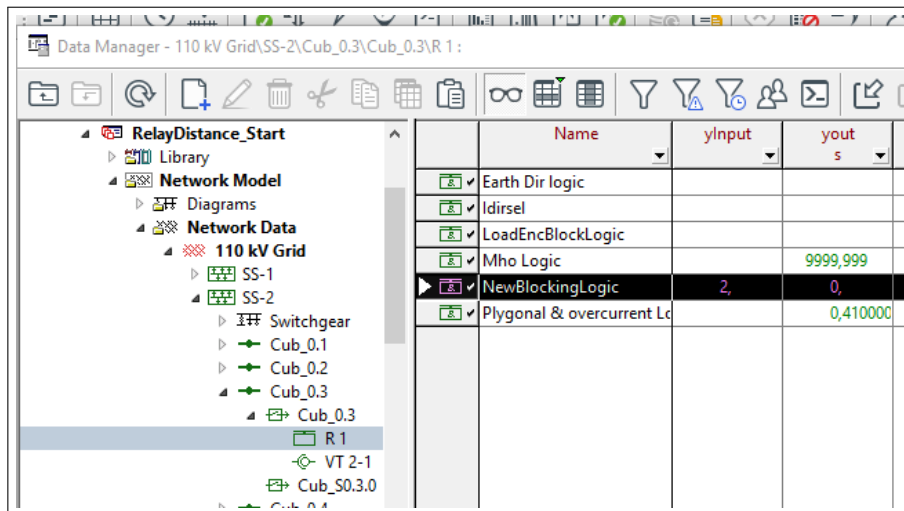 Data Manager - 110 kV Grid\SS-2\Cub_0.3\Cub_0.3\R 1 :
RelayDistance_Start
Library
Network Model
Diagrams
Network Data
110 kV Grid
SS-1
SS-2
Switchgear
Cub_0.1
Cub_0.2
Cub_0.3
Cub_0.3
R 1
VT 2-1
Cub_S0.3.0
Cub_0.4
Name yInput yout
s
Earth Dir logic
Idirsel
LoadEncBlockLogic
Mho Logic 9999,999
NewBlockingLogic 2, 0,
Plygonal & overcurrent Lo 0,410000